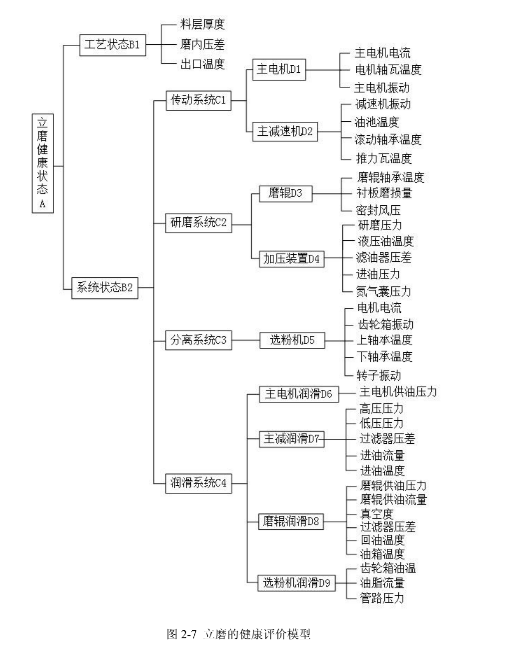 料层厚度
工艺状态B1
磨内压差
出口温度
主电机电流
主电机D1
电机轴瓦温度
主电机振动
传动系统C1
减速机振动
油池温度
主减速机D2
滚动轴承温度
推力瓦温度
立磨健康状态 A
磨辊轴承温度
磨辊D3
衬板磨损量
密封风压
研磨系统C2
研磨压力
液压油温度
加压装置D4
滤油器压差
进油压力
氮气囊压力
系统状态B2
电机电流
齿轮箱振动
分离系统C3
选粉机D5
上轴承温度
下轴承温度
转子振动
主电机润滑D6
主电机供油压力
高压压力
低压压力
主减润滑D7
过滤器压差
进油流量
进油温度
润滑系统C4
磨辊供油压力
磨辊供油流量
真空度
磨辊润滑D8
过滤器压差
回油温度
油箱温度
齿轮箱油温
选粉机润滑D9
油脂流量
管路压力
图 2-7 立磨的健康评价模型